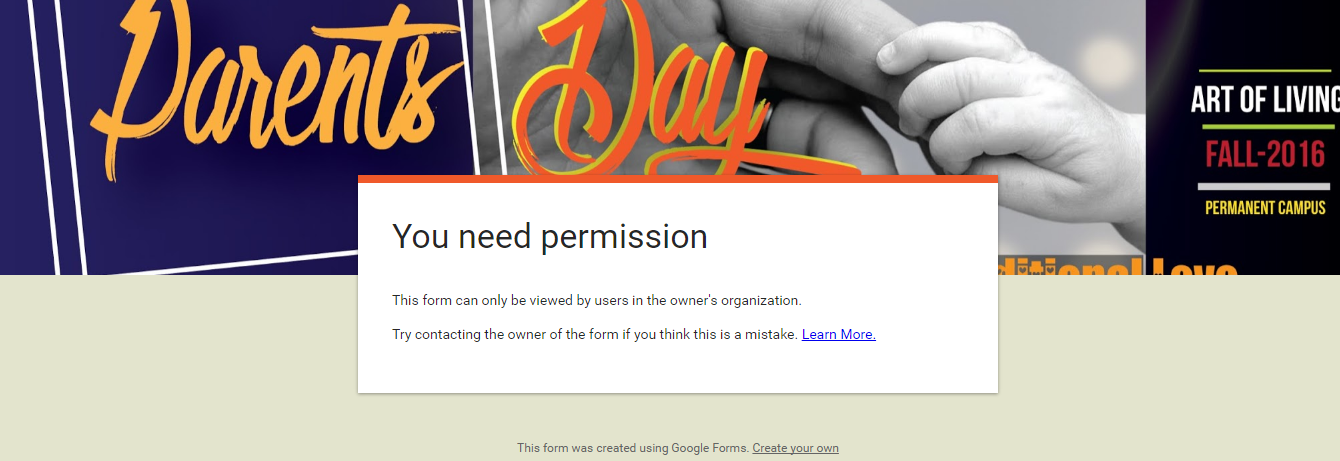 Parents
Day
ART OF LIVING
FALL-2016
PERMANENT CAMPUS
ditional Love
You need permission
This form can only be viewed by users in the owner's organization.
Try contacting the owner of the form if you think this is a mistake. Learn More.
This form was created using Google Forms. Create your own